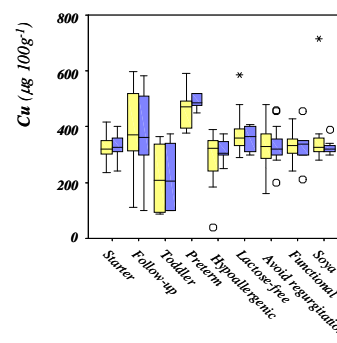 Cu (µg 100g⁻¹)
800
600
400
200
0
Starter
Follow-up
Toddler
Preterm
Hypoallergenic
Lactose-free
Avoid regurgitatio
Functional
Soya